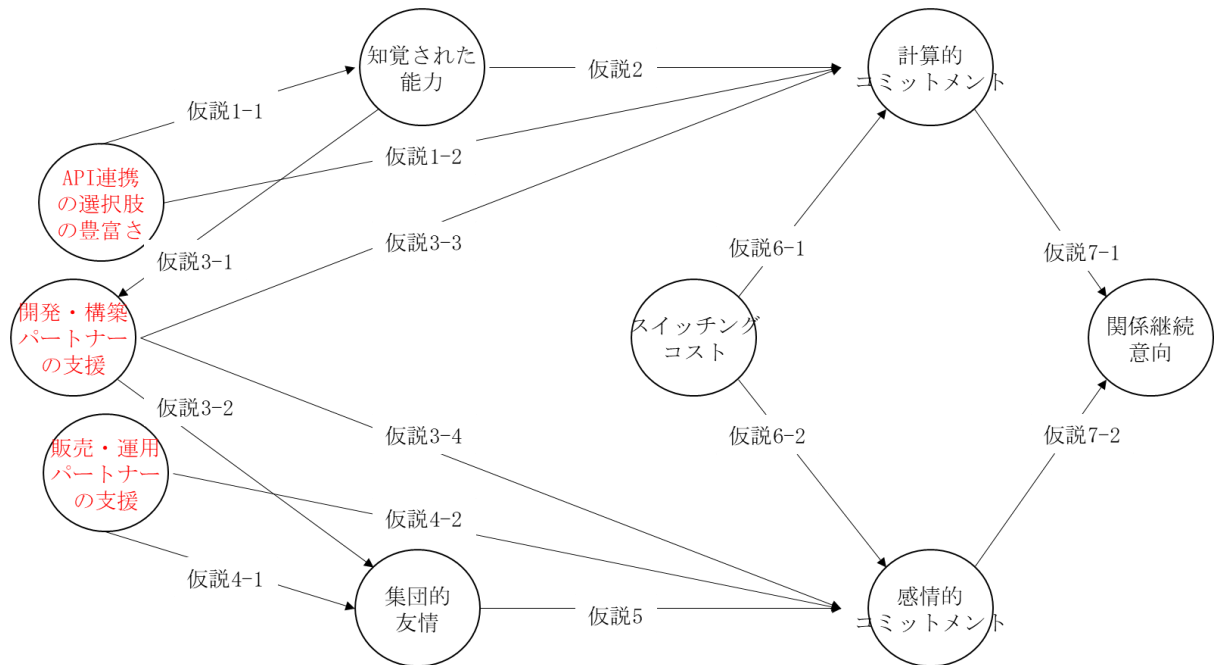 知覚された
能力
仮説2
計算的
コミットメント
仮説1-1
仮説1-2
API連携
の選択肢
の豊富さ
仮説3-1
仮説3-3
仮説6-1
仮説7-1
開発・構築
パートナー
の支援
スイッチング
コスト
関係継続
意向
仮説3-2
仮説3-4
仮説6-2
仮説7-2
販売・運用
パートナー
の支援
仮説4-2
仮説4-1
集団的
友情
仮説5
感情的
コミットメント